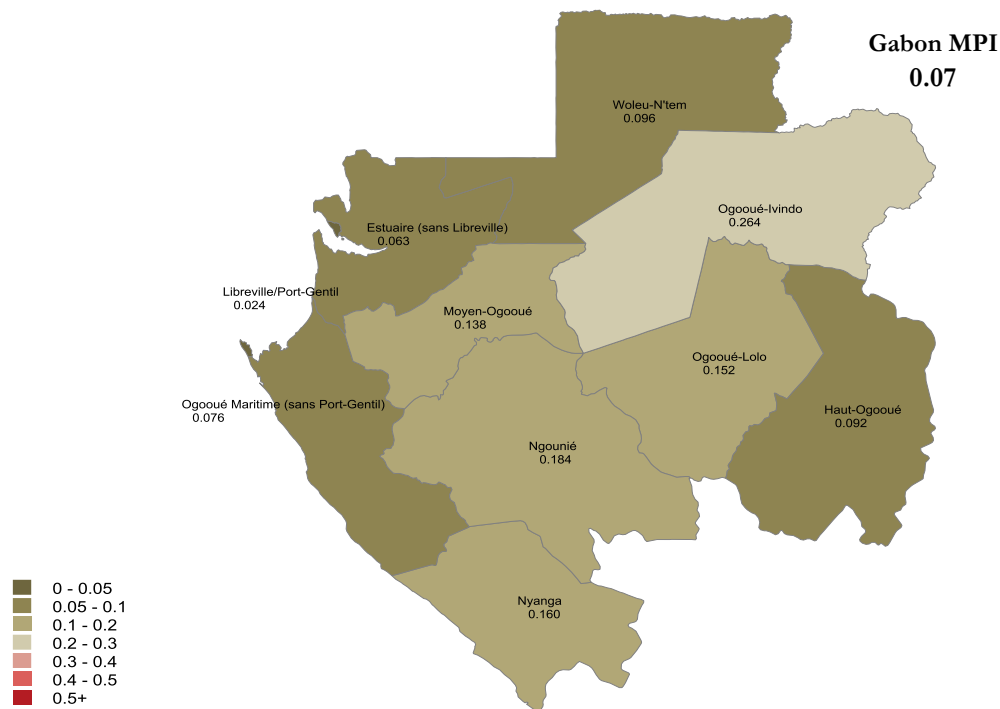 Gabon MPI
0.07
Woleu-N'tem
0.096
Ogooué-Ivindo
0.264
Estuaire (sans Libreville)
0.063
Libreville/Port-Gentil
0.024
Moyen-Ogooué
0.138
Ogooué-Lolo
0.152
Ogooué Maritime (sans Port-Gentil)
0.076
Haut-Ogooué
0.092
Ngounié
0.184
Nyanga
0.160
0 - 0.05
0.05 - 0.1
0.1 - 0.2
0.2 - 0.3
0.3 - 0.4
0.4 - 0.5
0.5+